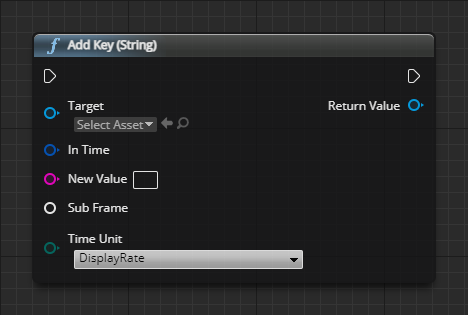 f Add Key (String)
Target
Return Value
Select Asset
In Time
New Value
Sub Frame
Time Unit
DisplayRate